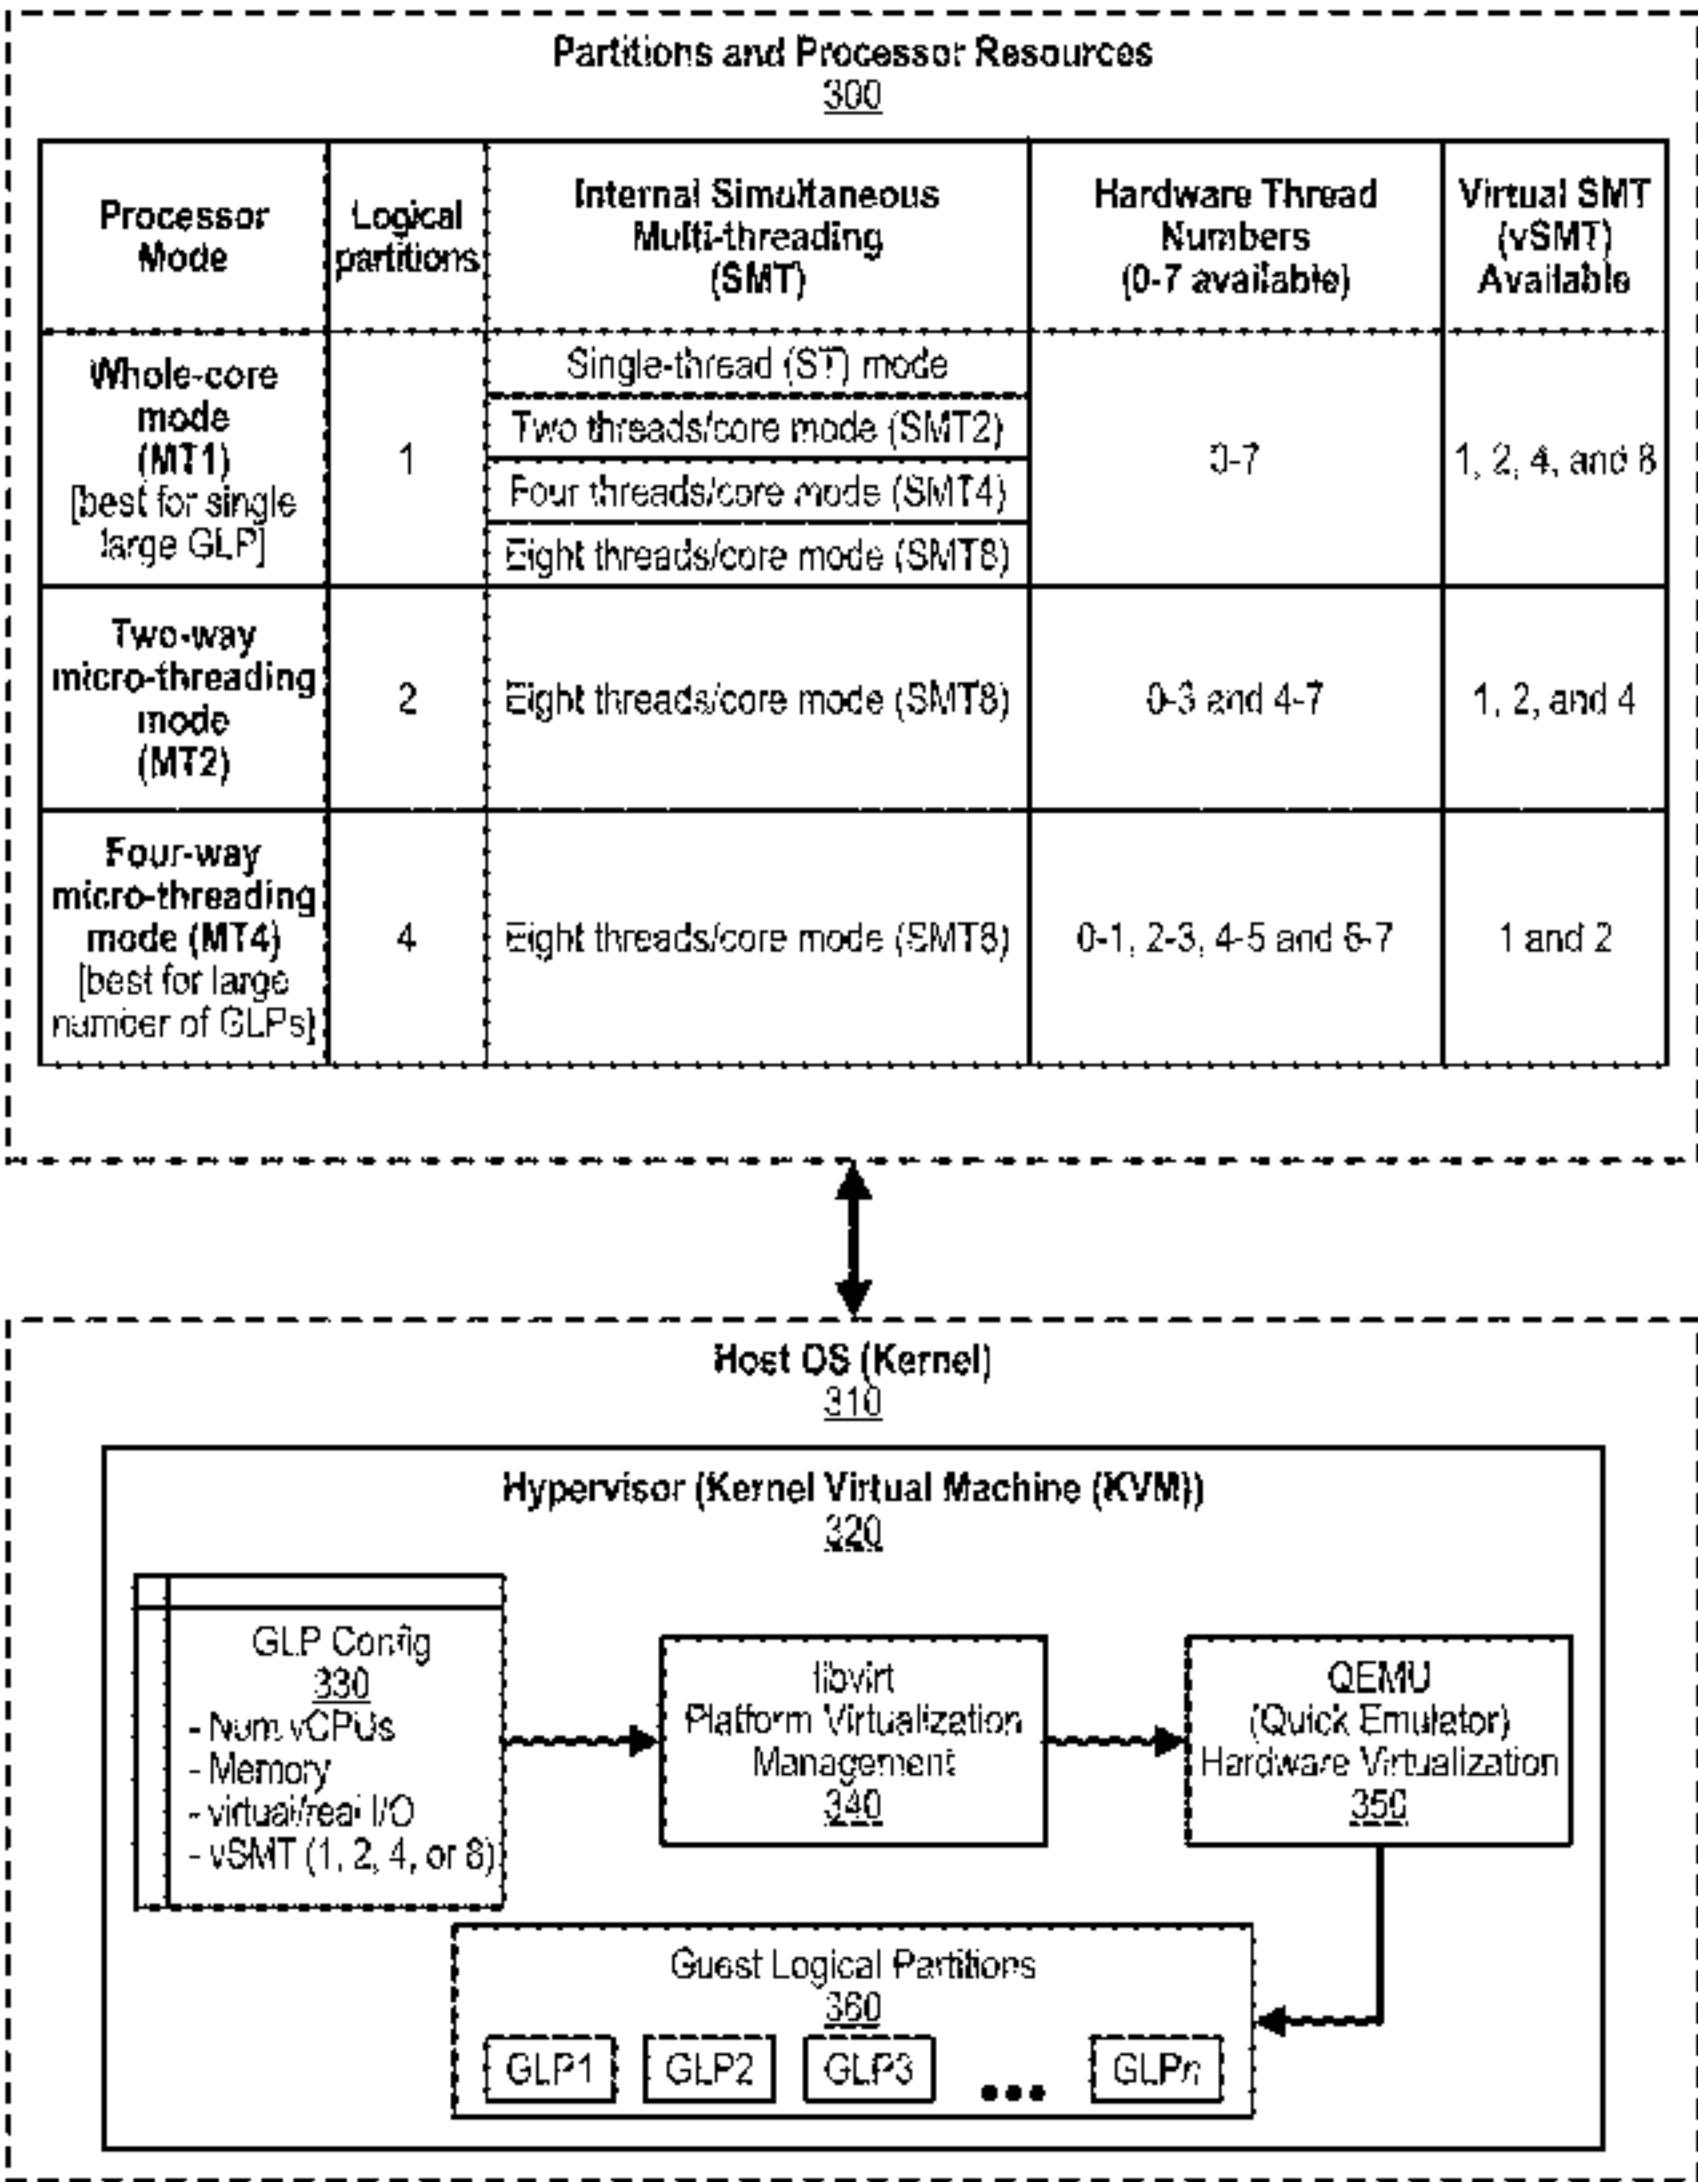 Partitions and Processor Resources
300
Processor
Mode
Logical
partitions
Internal Simultaneous
Multi-threading
(SMT)
Hardware Thread
Numbers
(0-7 available)
Virtual SMT
(vSMT)
Available
Whole-core
mode
(MT1)
[best for single
large GLP]
1
Single-thread (ST) mode
Two threads/core mode (SMT2)
Four threads/core mode (SMT4)
Eight threads/core mode (SMT8)
0-7
1, 2, 4, and 8
Two-way
micro-threading
mode
(MT2)
2
Eight threads/core mode (SMT8)
0-3 and 4-7
1, 2, and 4
Four-way
micro-threading
mode (MT4)
[best for large
number of GLPs]
4
Eight threads/core mode (SMT8)
0-1, 2-3, 4-5 and 6-7
1 and 2
Host OS (Kernel)
310
Hypervisor (Kernel Virtual Machine (KVM))
320
GLP Config
330
- Num vCPUs
- Memory
- virtual/real I/O
- vSMT (1, 2, 4, or 8)
libvirt
Platform Virtualization
Management
340
QEMU
(Quick Emulator)
Hardware Virtualization
350
Guest Logical Partitions
360
GLP1 GLP2 GLP3 ••• GLPn